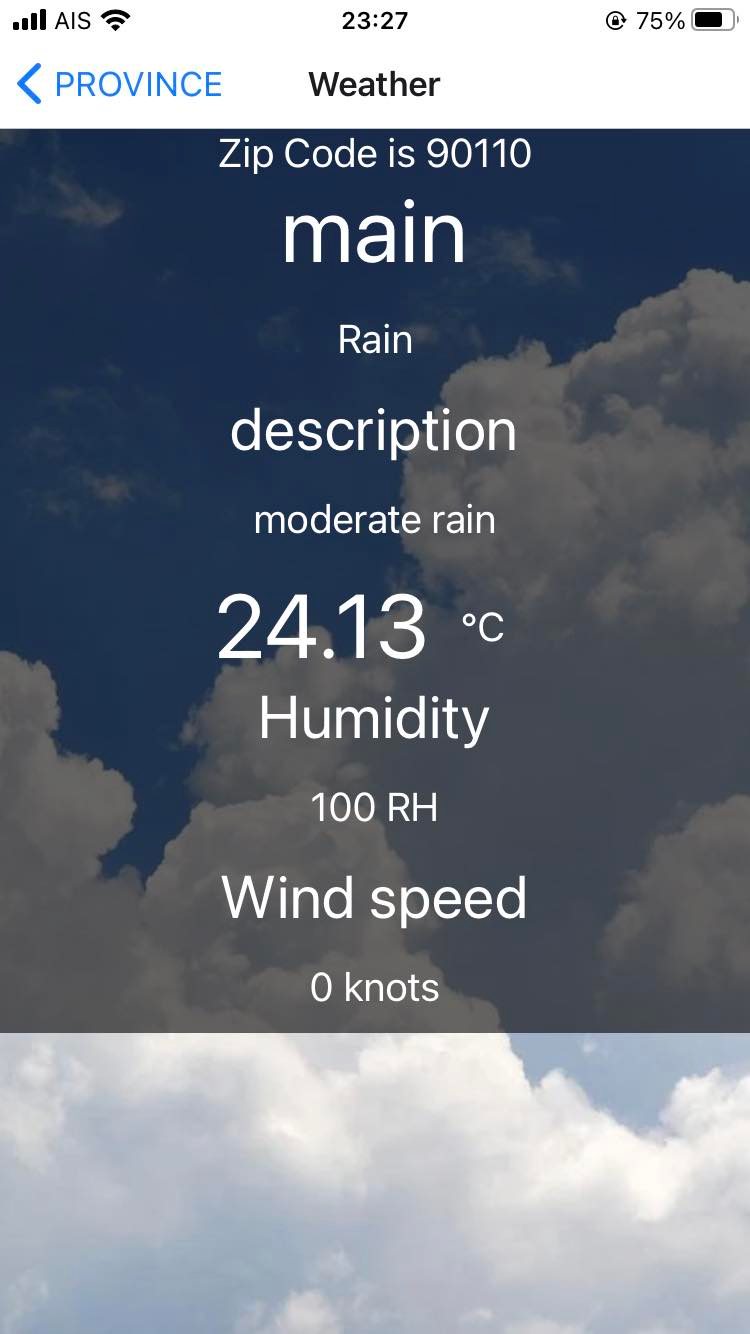 AIS 23:27 75%
PROVINCE Weather
Zip Code is 90110
main
Rain
description
moderate rain
24.13 °C
Humidity
100 RH
Wind speed
0 knots